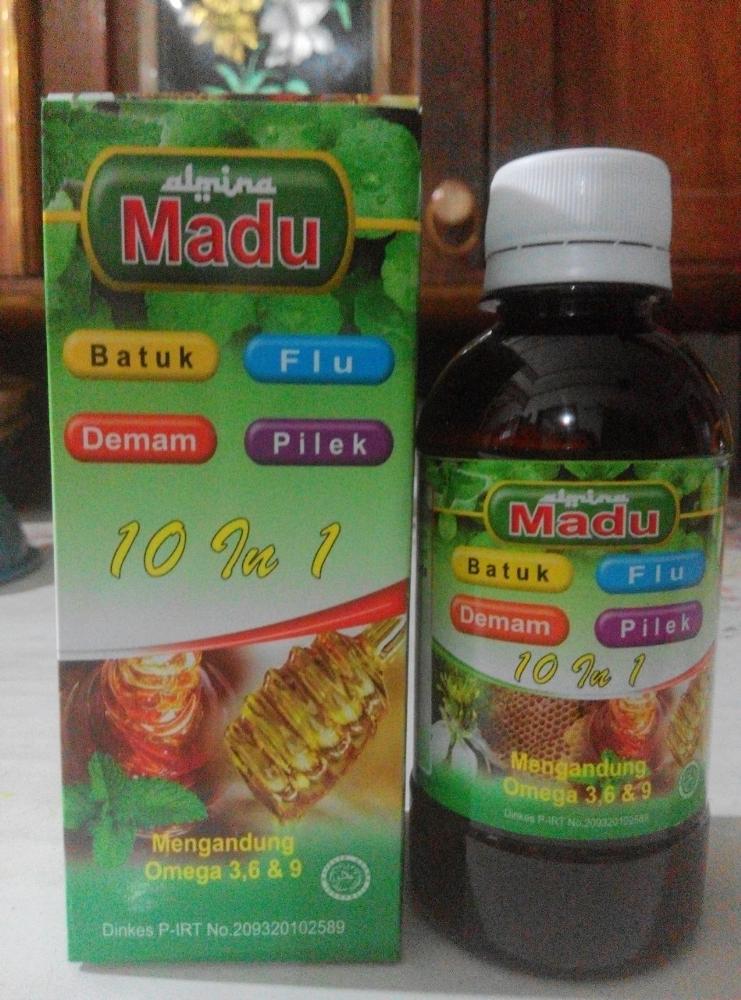 almina
Madu
Batuk
Flu
Demam
Pilek
10 In 1
Mengandung
Omega 3,6 & 9
Dinkes P-IRT No.209320102589
almina
Madu
Batuk
Flu
Demam
Pilek
10 In 1
Mengandung
Omega 3,6 & 9
Dinkes P-IRT No.209320102589